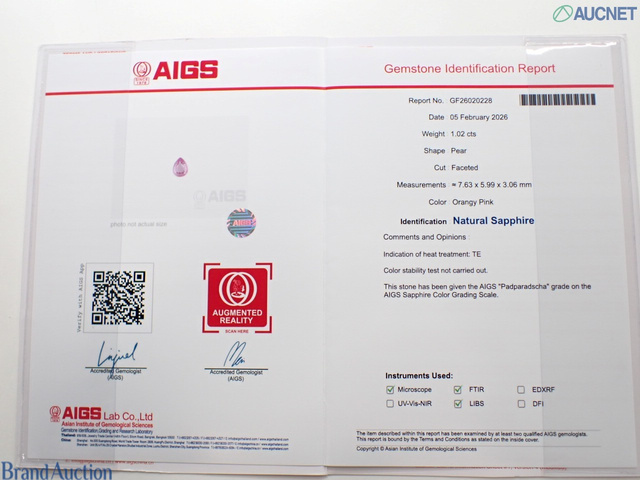 AUCNET
AIGS
Gemstone Identification Report
Report No. GF26020228
Date 05 February 2026
Weight 1.02 cts
Shape Pear
Cut Faceted
Measurements ≈ 7.63 x 5.99 x 3.06 mm
Color Orangy Pink
Identification Natural Sapphire
Comments and Opinions :
Indication of heat treatment: TE
Color stability test not carried out.
This stone has been given the AIGS "Padparadscha" grade on the
AIGS Sapphire Color Grading Scale.
AIGS
photo not actual size
AIGS
Verify with AIGS App
AUGMENTED
REALITY
SCAN HERE
Accredited Gemologist
(AIGS)
Accredited Gemologist
(AIGS)
Instruments Used:
Microscope FTIR EDXRF
UV-Vis-NIR LIBS DFI
AIGS Lab Co.,Ltd
Asian Institute of Gemological Sciences
Gemstone Identification, Grading and Research Laboratory
The item described within this report has been examined by at least two qualified AIGS gemologists.
This report is bound by the Terms and Conditions as stated on the inside cover.
Copyright © Asian Institute of Gemological Sciences
BrandAuction